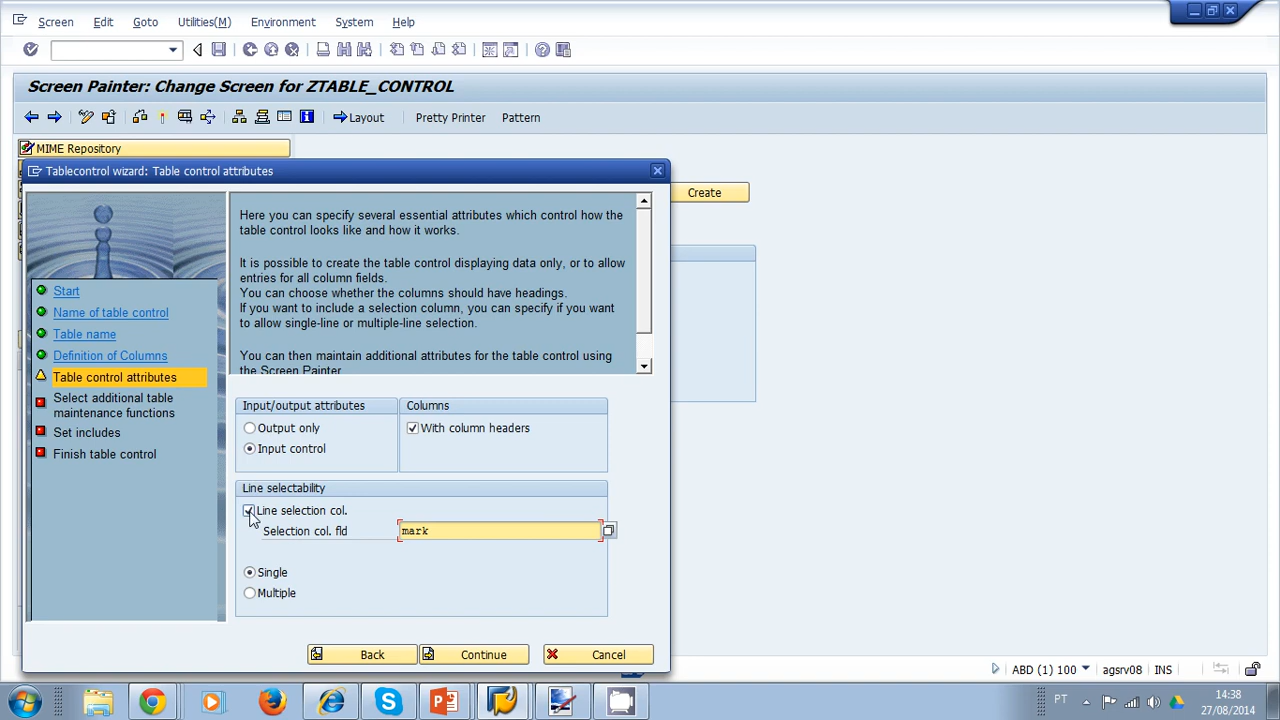 Screen Edit Goto Utilities(M) Environment System Help
Screen Painter: Change Screen for ZTABLE_CONTROL
Layout Pretty Printer Pattern
MIME Repository
Tablecontrol wizard: Table control attributes
Create
Here you can specify several essential attributes which control how the
table control looks like and how it works.
It is possible to create the table control displaying data only, or to allow
entries for all column fields.
You can choose whether the columns should have headings.
If you want to include a selection column, you can specify if you want
to allow single-line or multiple-line selection.
You can then maintain additional attributes for the table control using
the Screen Painter
Start
Name of table control
Table name
Definition of Columns
Table control attributes
Select additional table
maintenance functions
Set includes
Finish table control
Input/output attributes
Output only
Input control
Columns
With column headers
Line selectability
Line selection col.
Selection col. fld mark
Single
Multiple
Back Continue Cancel
ABD (1) 100 agsrv08 INS
PT
14:38
27/08/2014